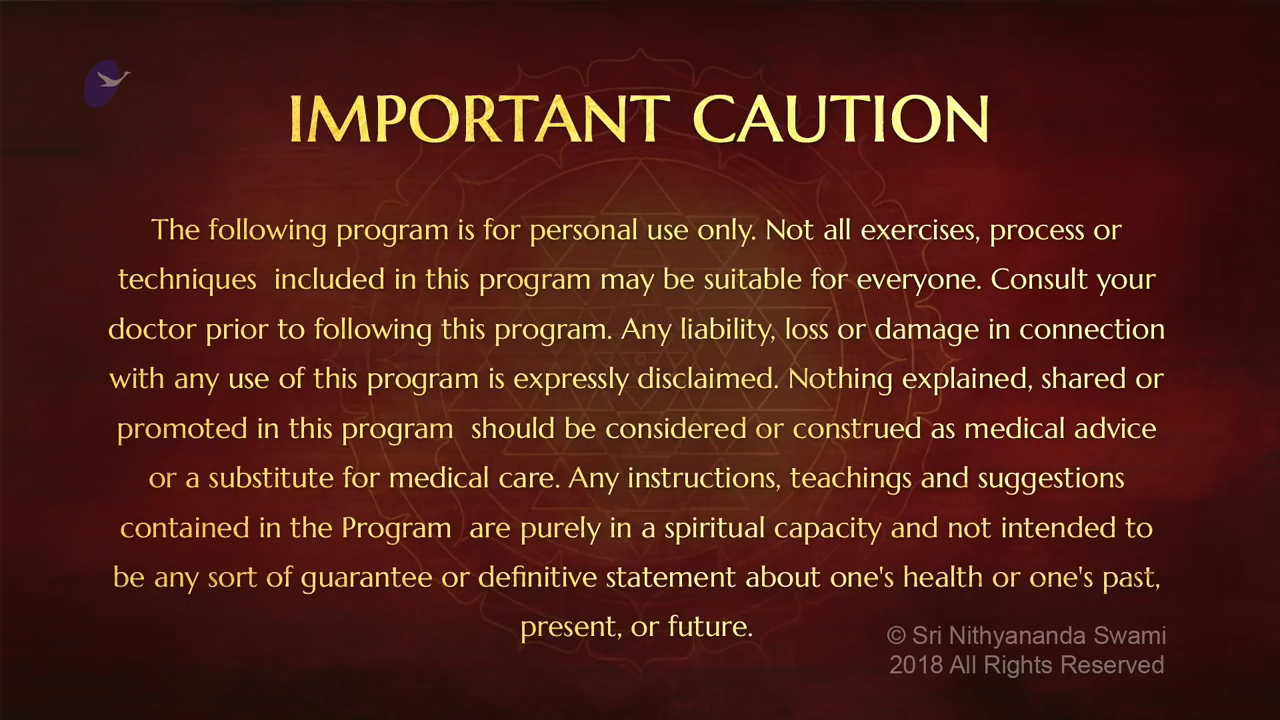 IMPORTANT CAUTION
The following program is for personal use only. Not all exercises, process or
techniques  included in this program may be suitable for everyone. Consult your
doctor prior to following this program. Any liability, loss or damage in connection
with any use of this program is expressly disclaimed. Nothing explained, shared or
promoted in this program  should be considered or construed as medical advice
or a substitute for medical care. Any instructions, teachings and suggestions
contained in the Program  are purely in a spiritual capacity and not intended to
be any sort of guarantee or definitive statement about one's health or one's past,
present, or future.
© Sri Nithyananda Swami
2018 All Rights Reserved